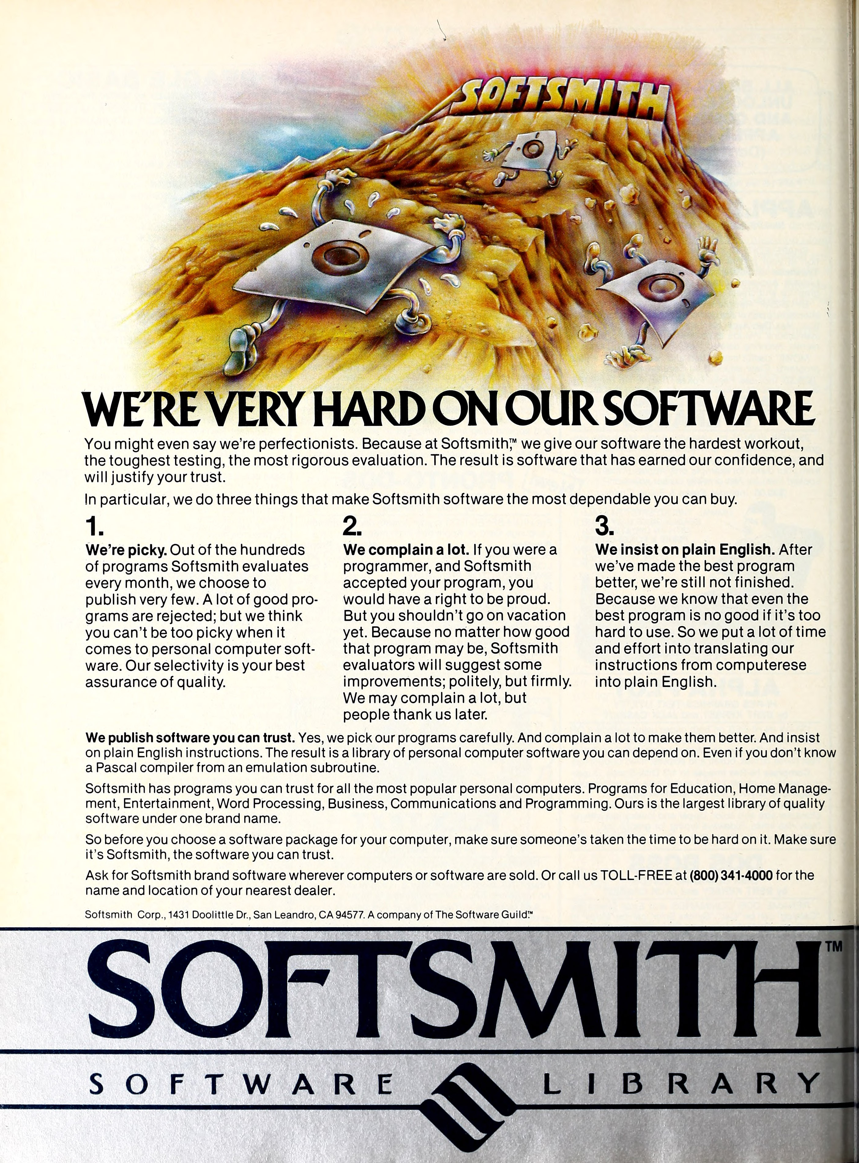 SOFTSMITH
WE'RE VERY HARD ON OUR SOFTWARE
You might even say we're perfectionists. Because at Softsmith,™ we give our software the hardest workout,
the toughest testing, the most rigorous evaluation. The result is software that has earned our confidence, and
will justify your trust.
In particular, we do three things that make Softsmith software the most dependable you can buy.
1.
We're picky. Out of the hundreds
of programs Softsmith evaluates
every month, we choose to
publish very few. A lot of good pro-
grams are rejected; but we think
you can't be too picky when it
comes to personal computer soft-
ware. Our selectivity is your best
assurance of quality.
2.
We complain a lot. If you were a
programmer, and Softsmith
accepted your program, you
would have a right to be proud.
But you shouldn't go on vacation
yet. Because no matter how good
that program may be, Softsmith
evaluators will suggest some
improvements; politely, but firmly.
We may complain a lot, but
people thank us later.
3.
We insist on plain English. After
we've made the best program
better, we're still not finished.
Because we know that even the
best program is no good if it's too
hard to use. So we put a lot of time
and effort into translating our
instructions from computerese
into plain English.
We publish software you can trust. Yes, we pick our programs carefully. And complain a lot to make them better. And insist
on plain English instructions. The result is a library of personal computer software you can depend on. Even if you don't know
a Pascal compiler from an emulation subroutine.
Softsmith has programs you can trust for all the most popular personal computers. Programs for Education, Home Manage-
ment, Entertainment, Word Processing, Business, Communications and Programming. Ours is the largest library of quality
software under one brand name.
So before you choose a software package for your computer, make sure someone's taken the time to be hard on it. Make sure
it's Softsmith, the software you can trust.
Ask for Softsmith brand software wherever computers or software are sold. Or call us TOLL-FREE at (800) 341-4000 for the
name and location of your nearest dealer.
Softsmith Corp., 1431 Doolittle Dr., San Leandro, CA 94577. A company of The Software Guild.™
SOFTSMITH™
SOFTWARE LIBRARY